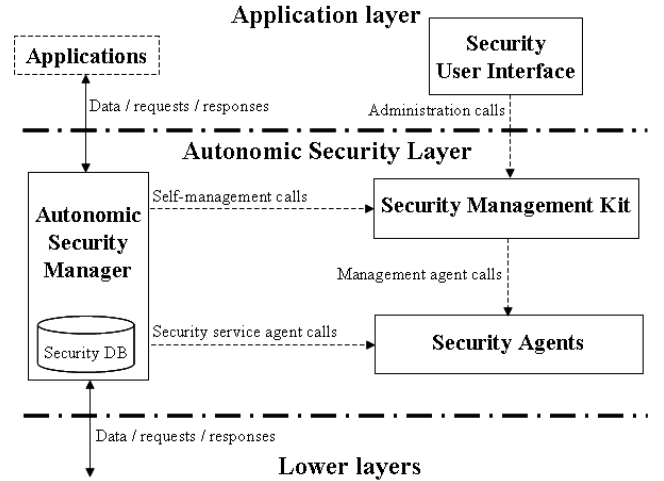 Application layer
Applications
Security
User Interface
Data / requests / responses
Administration calls
Autonomic Security Layer
Autonomic
Security
Manager
Self-management calls
Security Management Kit
Management agent calls
Security DB
Security service agent calls
Security Agents
Data / requests / responses
Lower layers